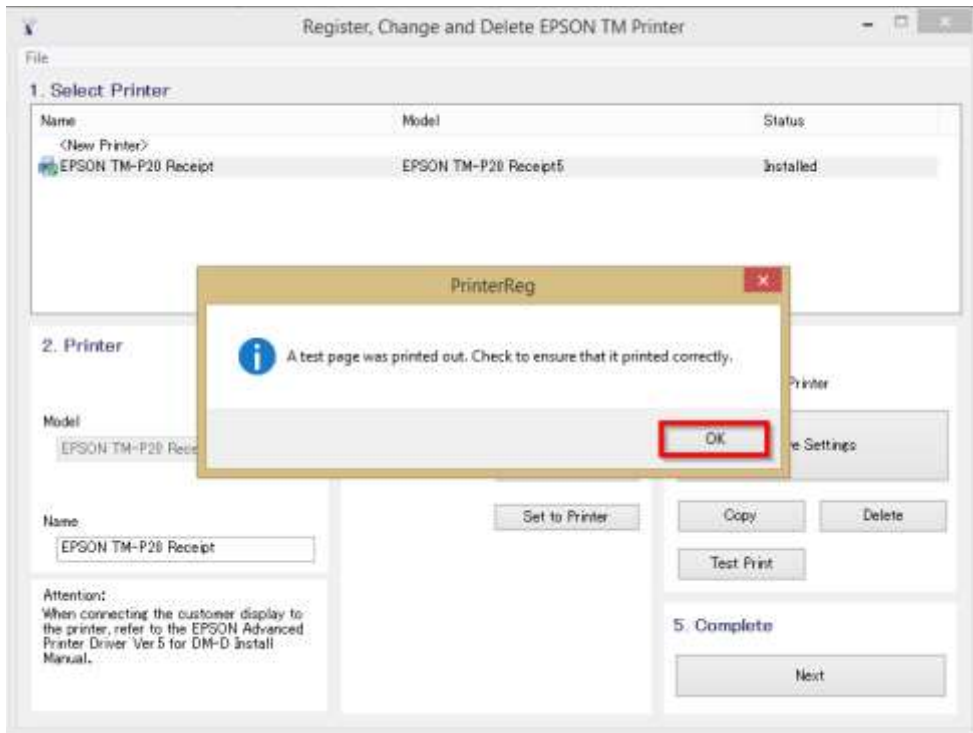 Register, Change and Delete EPSON TM Printer
File
1. Select Printer
Name Model Status
<New Printer>
EPSON TM-P20 Receipt EPSON TM-P20 Receipt5 Installed
PrinterReg
A test page was printed out. Check to ensure that it printed correctly.
OK
2. Printer
Printer
Model
EPSON TM-P20 Rece
e Settings
Set to Printer
Copy
Delete
Name
EPSON TM-P20 Receipt
Test Print
Attention:
When connecting the customer display to
the printer, refer to the EPSON Advanced
Printer Driver Ver.5 for DM-D Install
Manual.
5. Complete
Next